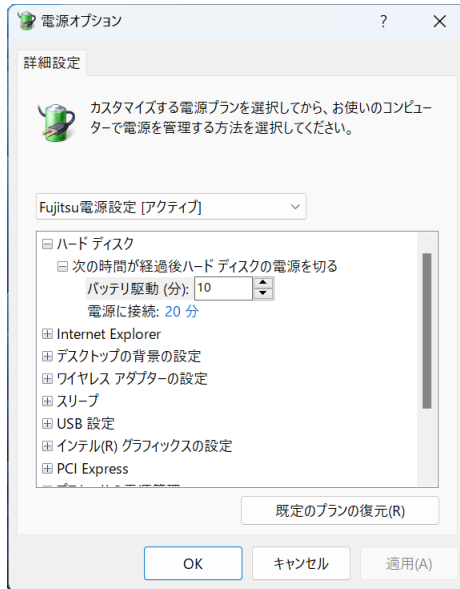 電源オプション
?
詳細設定
カスタマイズする電源プランを選択してから、お使いのコンピュー
ターで電源を管理する方法を選択してください。
Fujitsu電源設定 [アクティブ]
ハード ディスク
次の時間が経過後ハード ディスクの電源を切る
バッテリ駆動 (分): 10
電源に接続: 20 分
Internet Explorer
デスクトップの背景の設定
ワイヤレス アダプターの設定
スリープ
USB 設定
インテル(R) グラフィックスの設定
PCI Express
既定のプランの復元(R)
OK
キャンセル
適用(A)